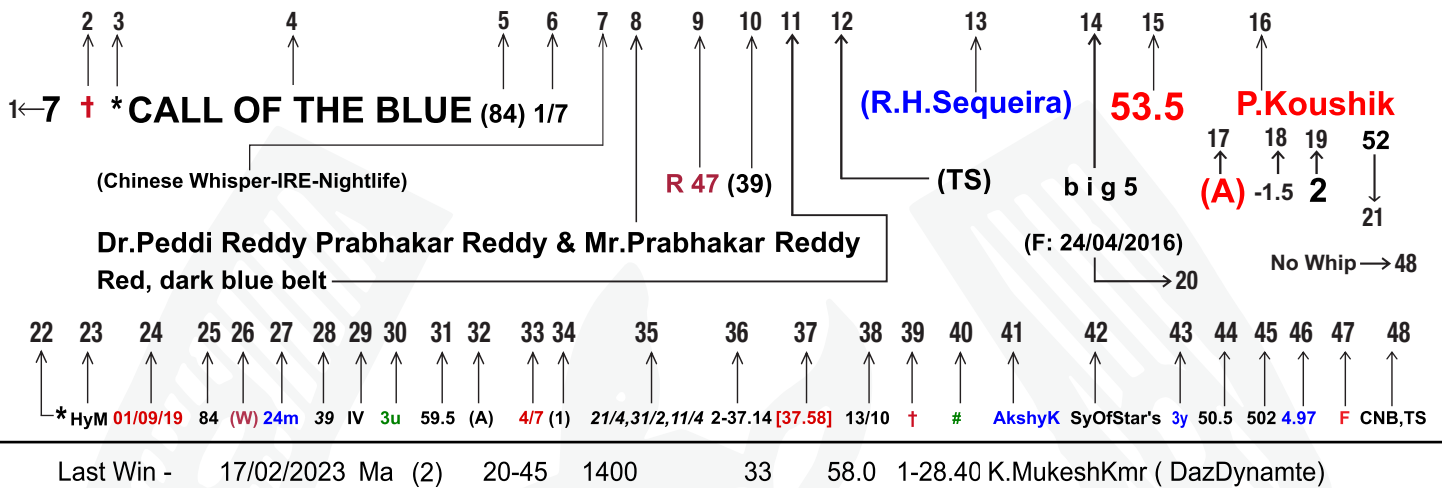 2 3 4 5 6 7 8 9 10 11 12 13 14 15 16
1 7 † * CALL OF THE BLUE (84) 1/7 (R.H.Sequeira) 53.5 P.Koushik
17 18 19 52
(Chinese Whisper-IRE-Nightlife) R 47 (39) (TS) big5 (A) -1.5 2
21
Dr.Peddi Reddy Prabhakar Reddy & Mr.Prabhakar Reddy (F: 24/04/2016)
No Whip 48
Red, dark blue belt 20
22 23 24 25 26 27 28 29 30 31 32 33 34 35 36 37 38 39 40 41 42 43 44 45 46 47 48
* HyM 01/09/19 84 (W) 24m 39 IV 3u 59.5 (A) 4/7 (1) 21/4,31/2,11/4 2-37.14 [37.58] 13/10 † # AkshyK SyOfStar's 3y 50.5 502 4.97 F CNB,TS
Last Win - 17/02/2023 Ma (2) 20-45 1400 33 58.0 1-28.40 K.MukeshKmr ( DazDynamte)